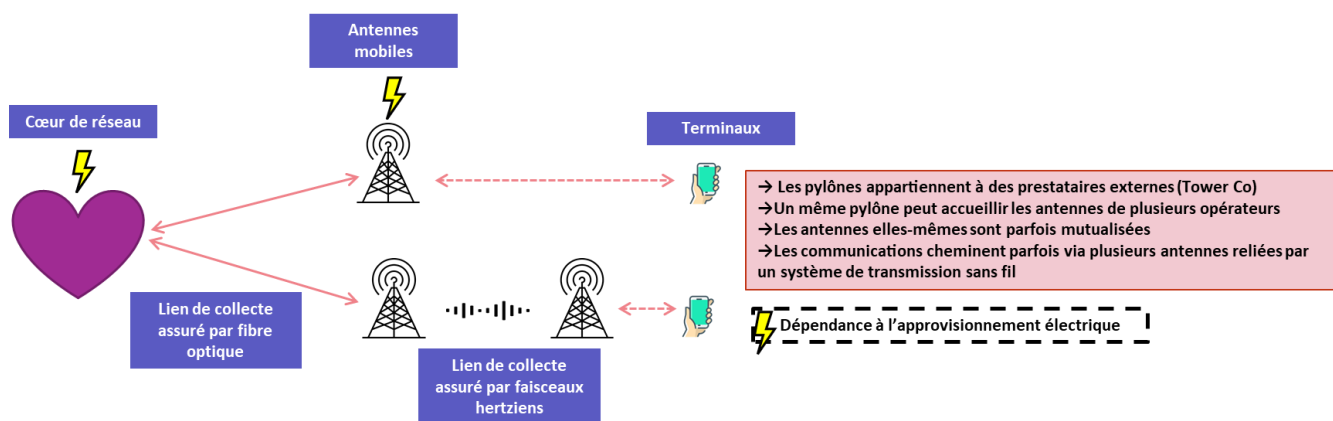 Antennes
mobiles
Cœur de réseau
Terminaux
→ Les pylônes appartiennent à des prestataires externes (Tower Co)
→Un même pylône peut accueillir les antennes de plusieurs opérateurs
→Les antennes elles-mêmes sont parfois mutualisées
→Les communications cheminent parfois via plusieurs antennes reliées par
un système de transmission sans fil
Lien de collecte
assuré par fibre
optique
Dépendance à l’approvisionnement électrique
Lien de collecte
assuré par faisceaux
hertziens